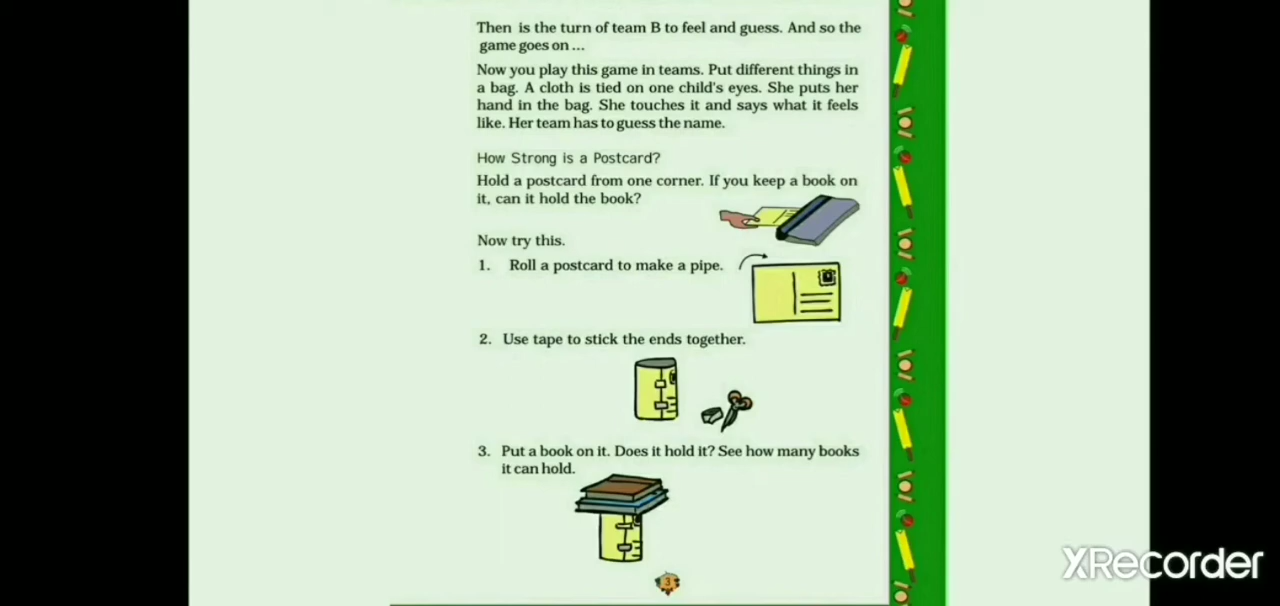 Then is the turn of team B to feel and guess. And so the
game goes on ...
Now you play this game in teams. Put different things in
a bag. A cloth is tied on one child's eyes. She puts her
hand in the bag. She touches it and says what it feels
like. Her team has to guess the name.
How Strong is a Postcard?
Hold a postcard from one corner. If you keep a book on
it, can it hold the book?
Now try this.
1. Roll a postcard to make a pipe.
2. Use tape to stick the ends together.
3. Put a book on it. Does it hold it? See how many books
it can hold.
3
XRecorder